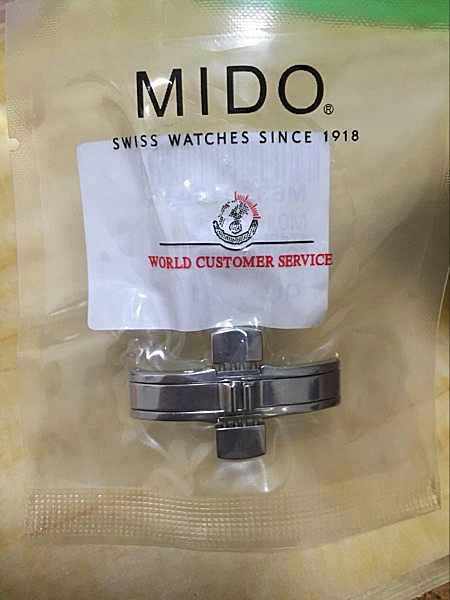 MIDO®
SWISS WATCHES SINCE 1918
WORLD CUSTOMER SERVICE